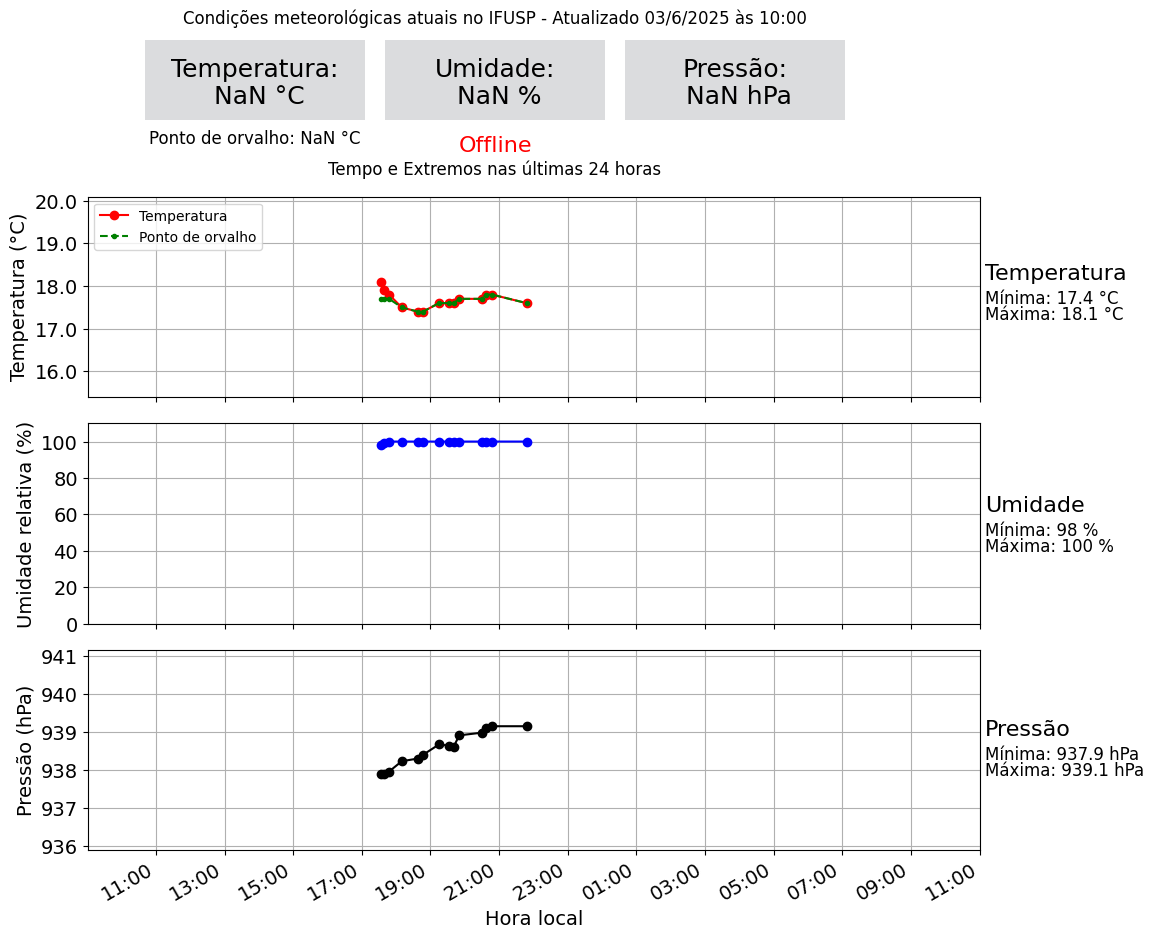 Condições meteorológicas atuais no IFUSP - Atualizado 03/6/2025 às 10:00
Temperatura:
NaN °C
Umidade:
NaN %
Pressão:
NaN hPa
Ponto de orvalho: NaN °C
Offline
Tempo e Extremos nas últimas 24 horas
Temperatura (°C)
20.0
19.0
18.0
17.0
16.0
Temperatura
Ponto de orvalho
Temperatura
Mínima: 17.4 °C
Máxima: 18.1 °C
Umidade relativa (%)
100
80
60
40
20
0
Umidade
Mínima: 98 %
Máxima: 100 %
Pressão (hPa)
941
940
939
938
937
936
Pressão
Mínima: 937.9 hPa
Máxima: 939.1 hPa
11:00 13:00 15:00 17:00 19:00 21:00 23:00 01:00 03:00 05:00 07:00 09:00 11:00
Hora local